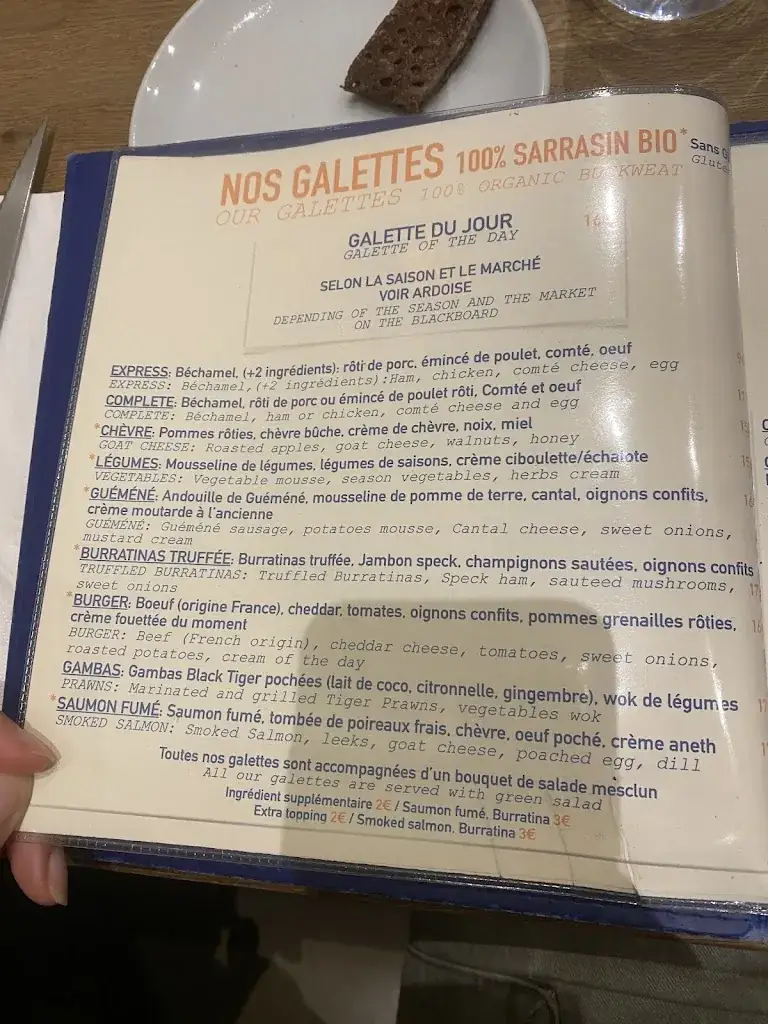 NOS GALETTES 100% SARRASIN BIO* Sans
OUR GALETTES 100% ORGANIC BUCKWEAT
GALETTE DU JOUR
GALETTE OF THE DAY
SELON LA SAISON ET LE MARCHÉ
VOIR ARDOISE
DEPENDING OF THE SEASON AND THE MARKET
ON THE BLACKBOARD
EXPRESS: Béchamel, (+2 ingrédients): rôti de porc, émincé de poulet, comté, oeuf
EXPRESS: Béchamel, (+2 ingrédients) :Ham, chicken, comté cheese, egg
COMPLETE: Béchamel, rôti de porc ou émincé de poulet rôti, Comté et oeuf
COMPLETE: Béchamel, ham or chicken, comté cheese and egg
*CHÈVRE: Pommes rôties, chèvre bûche, crème de chèvre, noix, miel
GOAT CHEESE: Roasted apples, goat cheese, walnuts, honey
*LÉGUMES: Mousseline de légumes, légumes de saisons, crème ciboulette/échalote
VEGETABLES: Vegetable mousse, season vegetables, herbs cream
*GUÉMÉNÉ: Andouille de Guéméné, mousseline de pomme de terre, cantal, oignons confits,
crème moutarde à l'ancienne
GUÉMÉNÉ: Guéméné sausage, potatoes mousse, Cantal cheese, sweet onions,
mustard cream
*BURRATINAS TRUFFÉE: Burratinas truffée, Jambon speck, champignons sautées, oignons confits
TRUFFLED BURRATINAS: Truffled Burratinas, Speck ham, sauteed mushrooms,
sweet onions
*BURGER: Boeuf (origine France), cheddar, tomates, oignons confits, pommes grenailles rôties,
crème fouettée du moment
BURGER: Beef (French origin), cheddar cheese, tomatoes, sweet onions,
roasted potatoes, cream of the day
GAMBAS: Gambas Black Tiger pochées (lait de coco, citronnelle, gingembre), wok de légumes
PRAWNS: Marinated and grilled Tiger Prawns, vegetables wok
*SAUMON FUMÉ: Saumon fumé, tombée de poireaux frais, chèvre, oeuf poché, crème aneth
SMOKED SALMON: Smoked Salmon, leeks, goat cheese, poached egg, dill
Toutes nos galettes sont accompagnées d'un bouquet de salade mesclun
All our galettes are served with green salad
Ingrédient supplémentaire 2€ / Saumon fumé, Burratina 3€
Extra topping 2€ / Smoked salmon, Burratina 3€